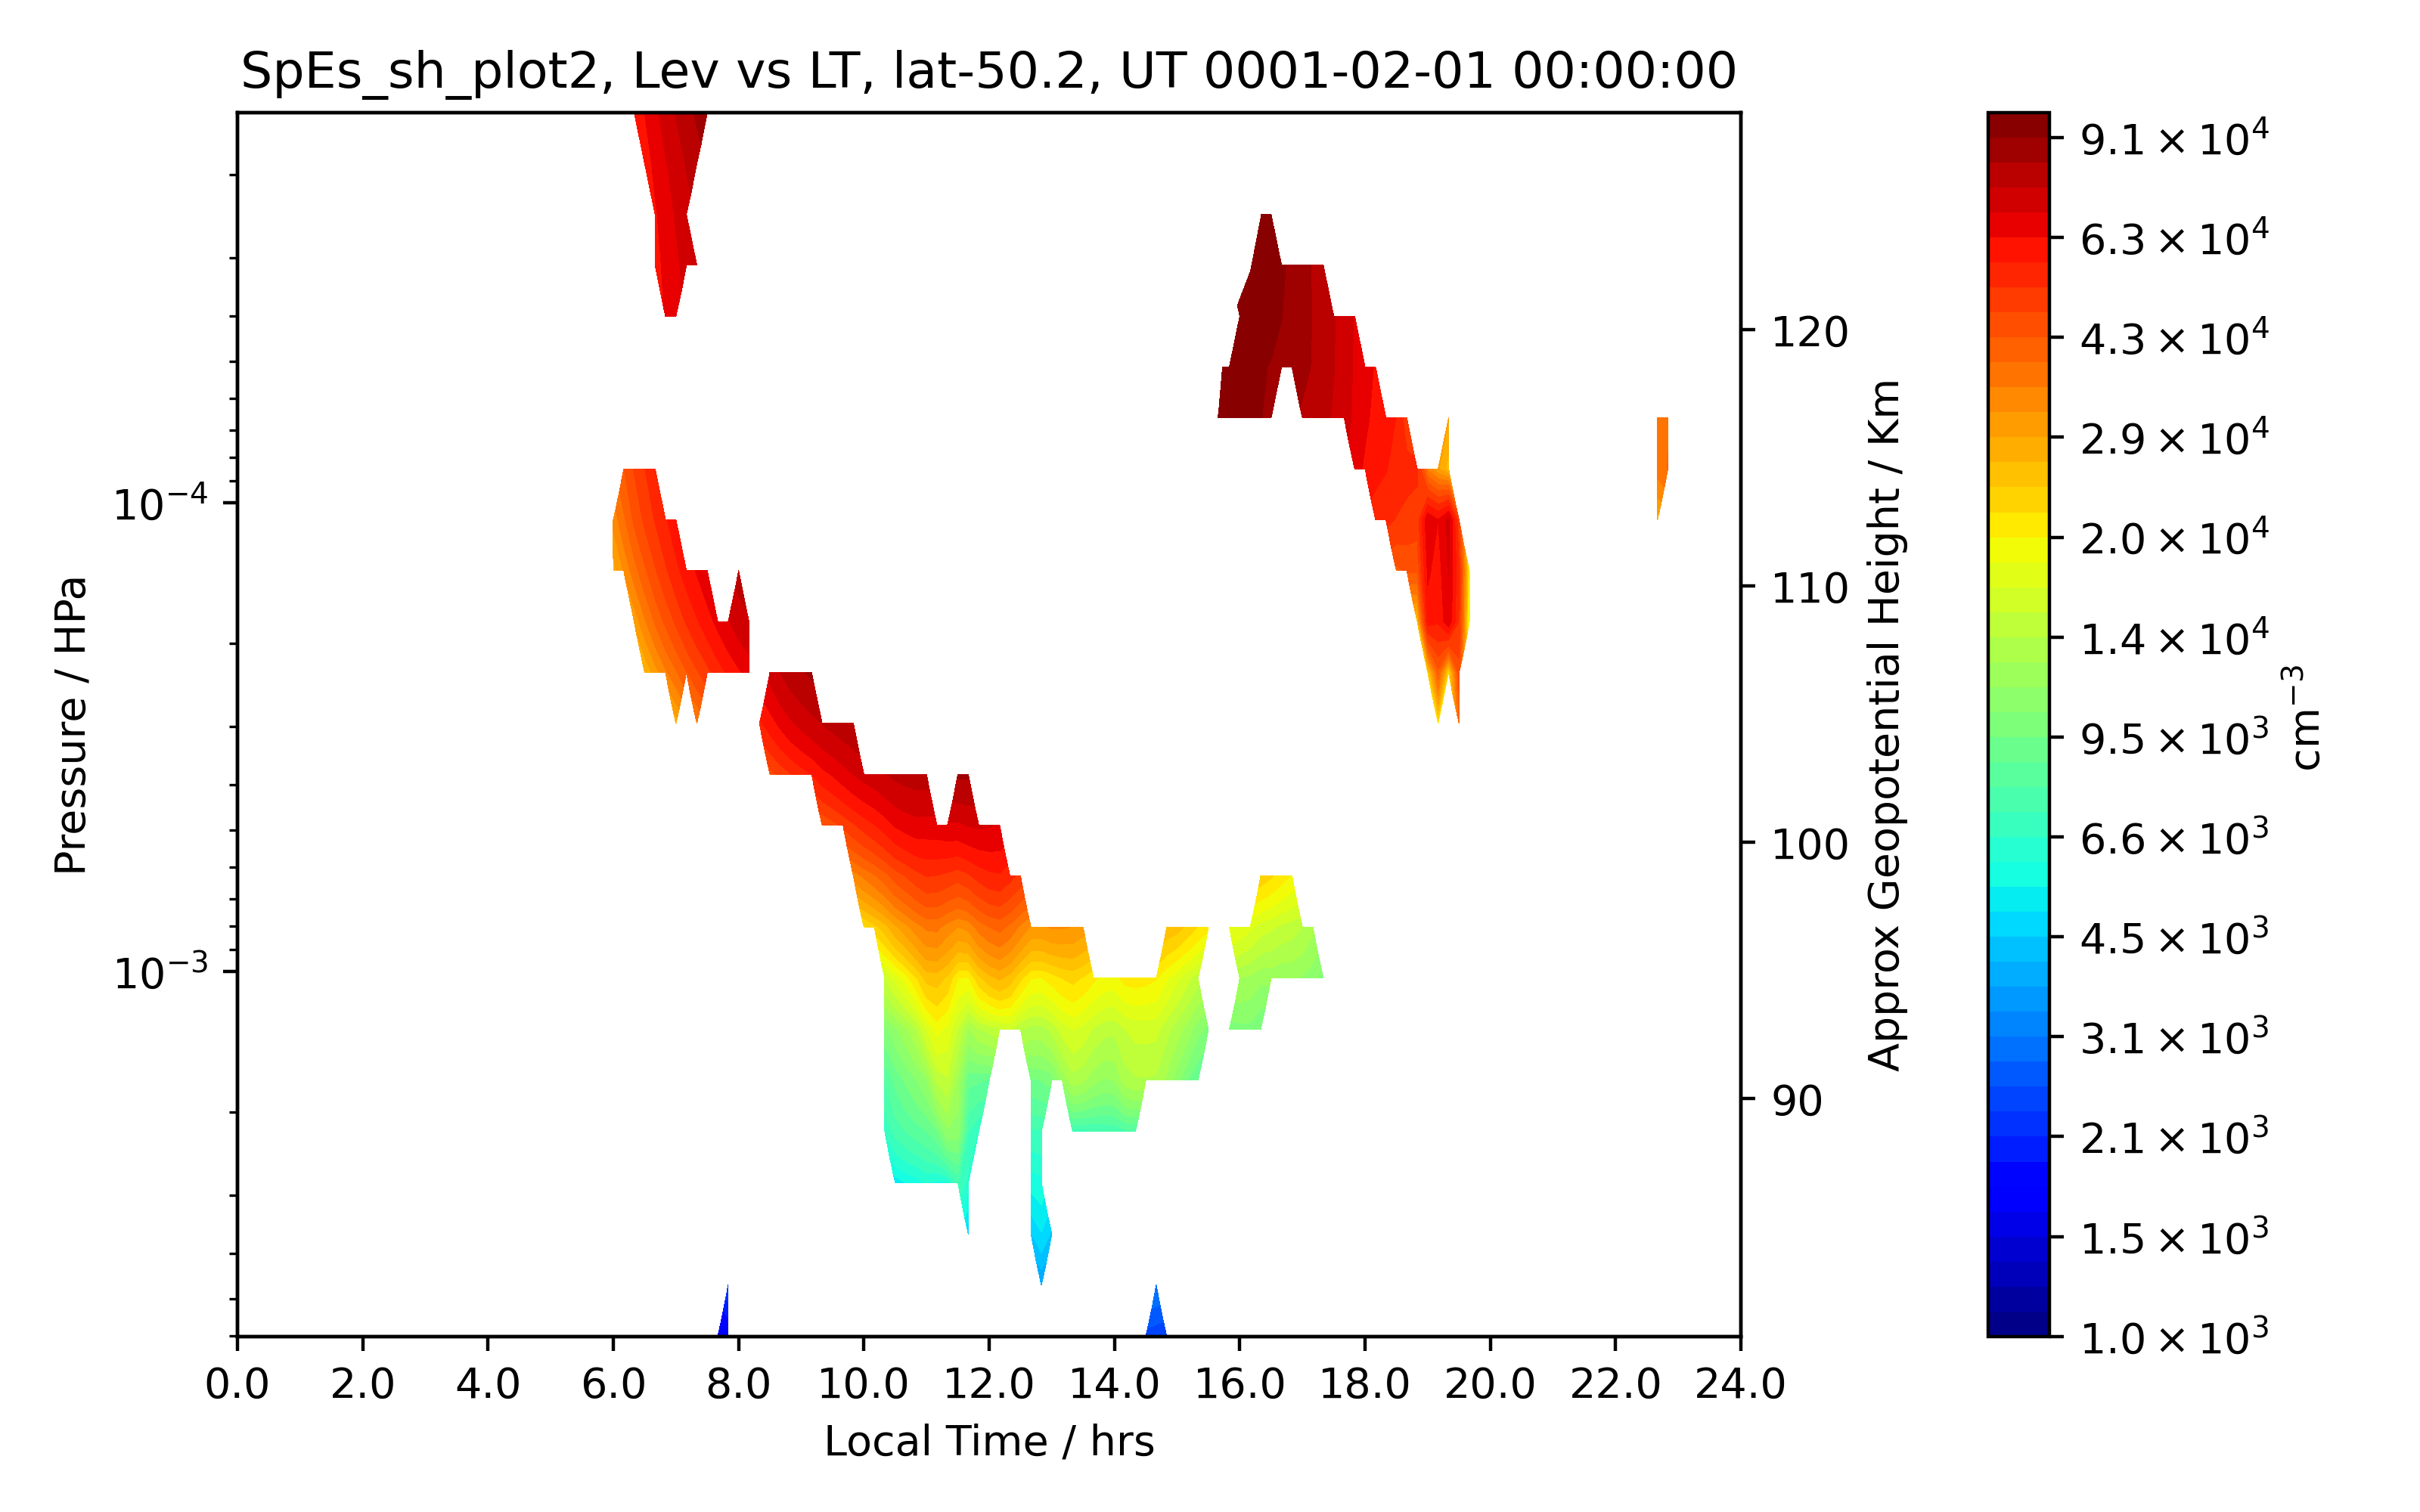 SpEs_sh_plot2, Lev vs LT, lat-50.2, UT 0001-02-01 00:00:00
Pressure / HPa
10⁻⁴
10⁻³
0.0 2.0 4.0 6.0 8.0 10.0 12.0 14.0 16.0 18.0 20.0 22.0 24.0
Local Time / hrs
120
110
100
90
Approx Geopotential Height / Km
9.1 × 10⁴
6.3 × 10⁴
4.3 × 10⁴
2.9 × 10⁴
2.0 × 10⁴
1.4 × 10⁴
9.5 × 10³
6.6 × 10³
4.5 × 10³
3.1 × 10³
2.1 × 10³
1.5 × 10³
1.0 × 10³
cm⁻³